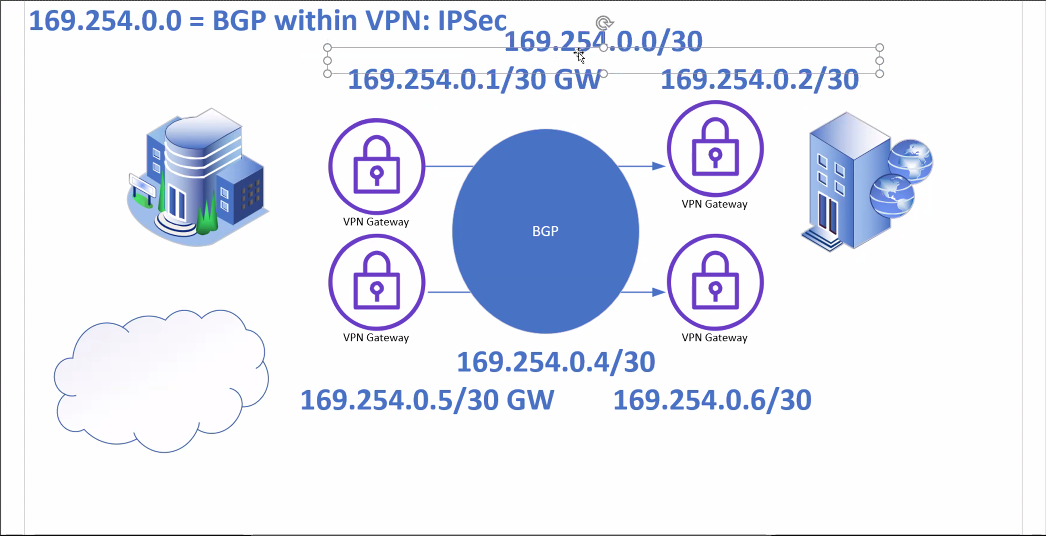 169.254.0.0 = BGP within VPN: IPSec
169.254.0.0/30
169.254.0.1/30 GW
169.254.0.2/30
VPN Gateway
VPN Gateway
BGP
VPN Gateway
VPN Gateway
169.254.0.4/30
169.254.0.5/30 GW
169.254.0.6/30